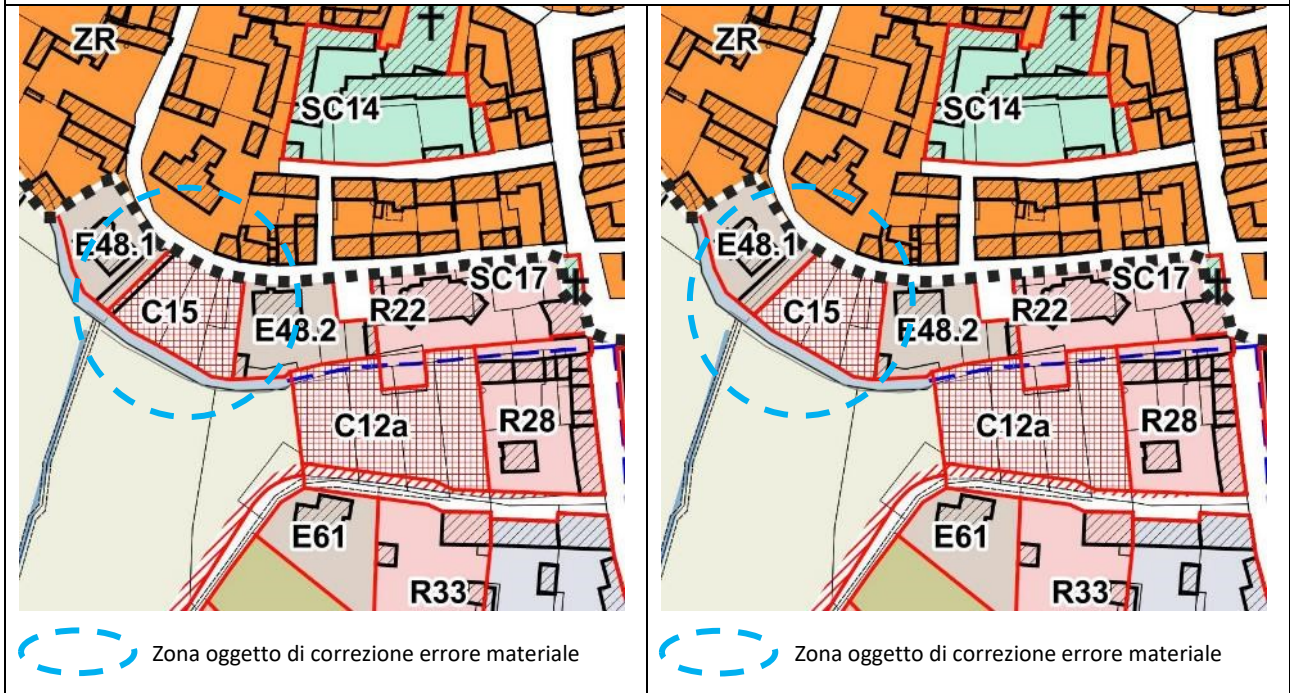 ZR
SC14
E48.1
C15
E48.2
R22
SC17
C12a
R28
E61
R33
Zona oggetto di correzione errore materiale
ZR
SC14
E48.1
C15
E48.2
R22
SC17
C12a
R28
E61
R33
Zona oggetto di correzione errore materiale